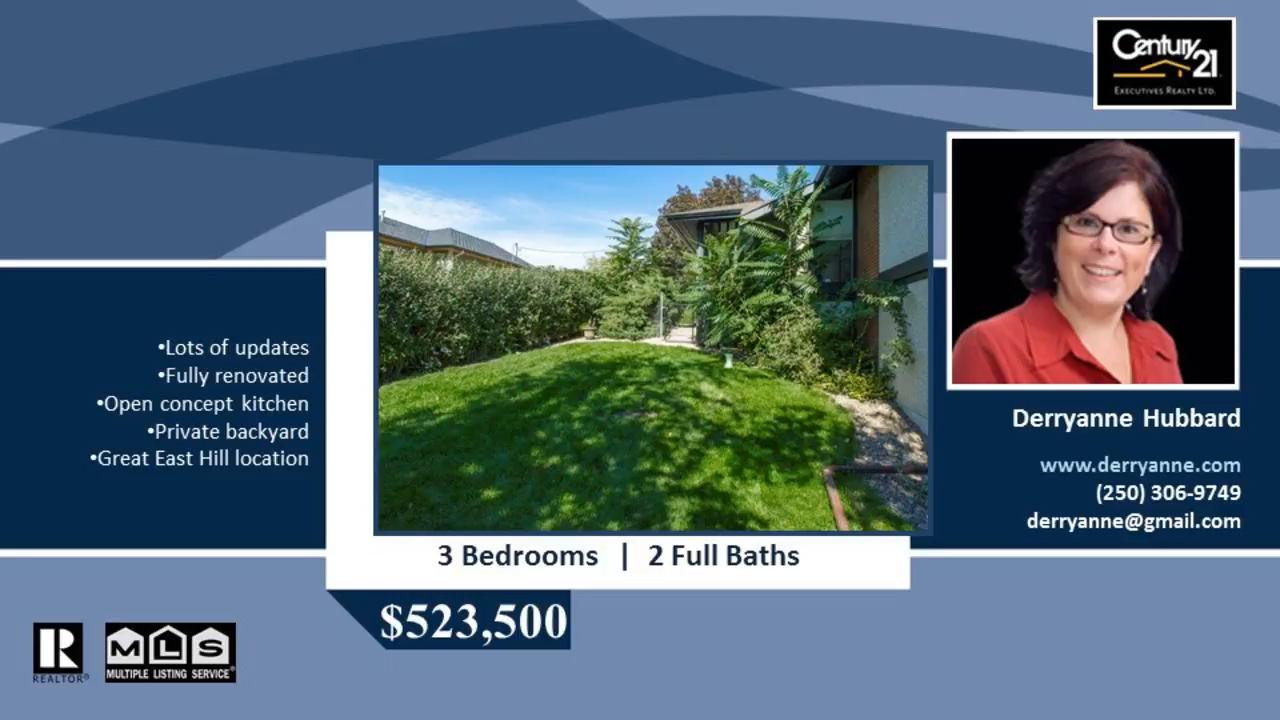 Century 21
EXECUTIVES REALTY LTD.
•Lots of updates
•Fully renovated
•Open concept kitchen
•Private backyard
•Great East Hill location
Derryanne Hubbard
www.derryanne.com
(250) 306-9749
derryanne@gmail.com
3 Bedrooms | 2 Full Baths
$523,500
R
REALTOR®
MLS
MULTIPLE LISTING SERVICE®